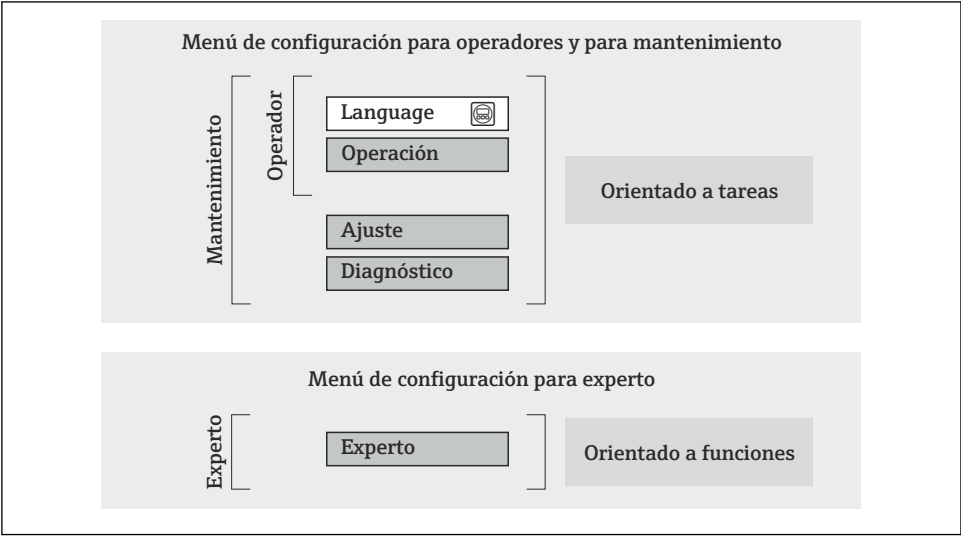 Menú de configuración para operadores y para mantenimiento
Mantenimiento
Operador
Language
Operación
Ajuste
Diagnóstico
Orientado a tareas
Menú de configuración para experto
Experto
Experto
Orientado a funciones